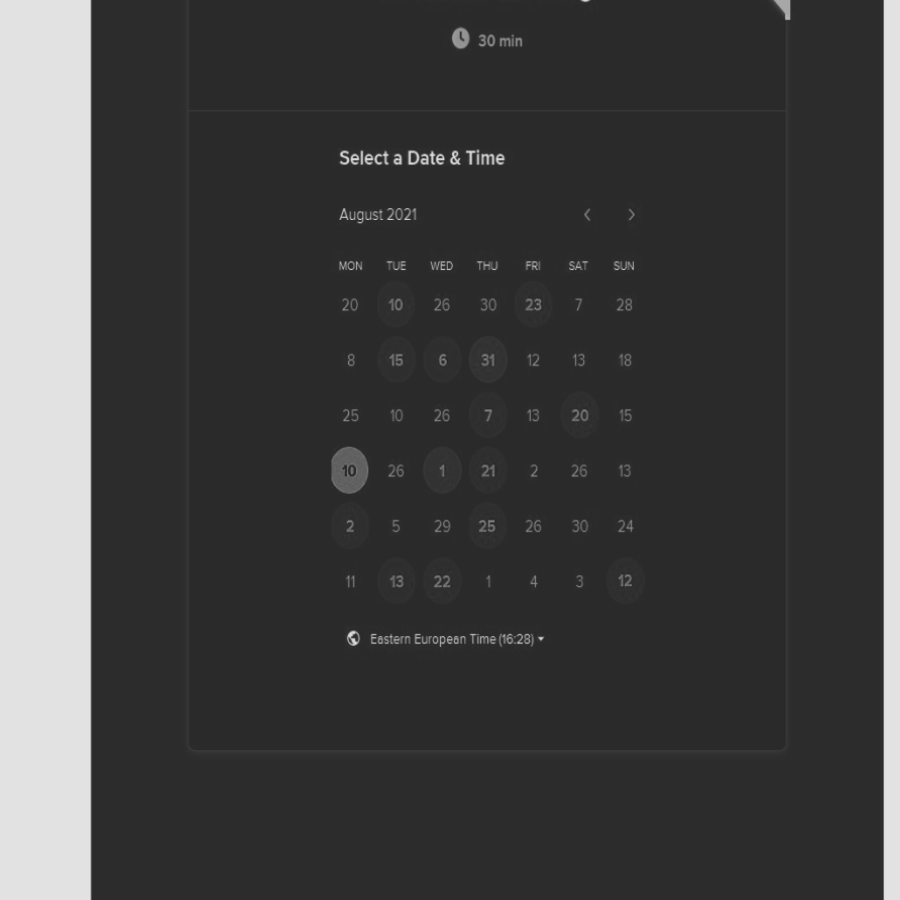 30 min
Select a Date & Time
August 2021
MON TUE WED THU FRI SAT SUN
20 10 26 30 23 7 28
8 15 6 31 12 13 18
25 10 26 7 13 20 15
10 26 1 21 2 26 13
2 5 29 25 26 30 24
11 13 22 1 4 3 12
Eastern European Time (16:28)